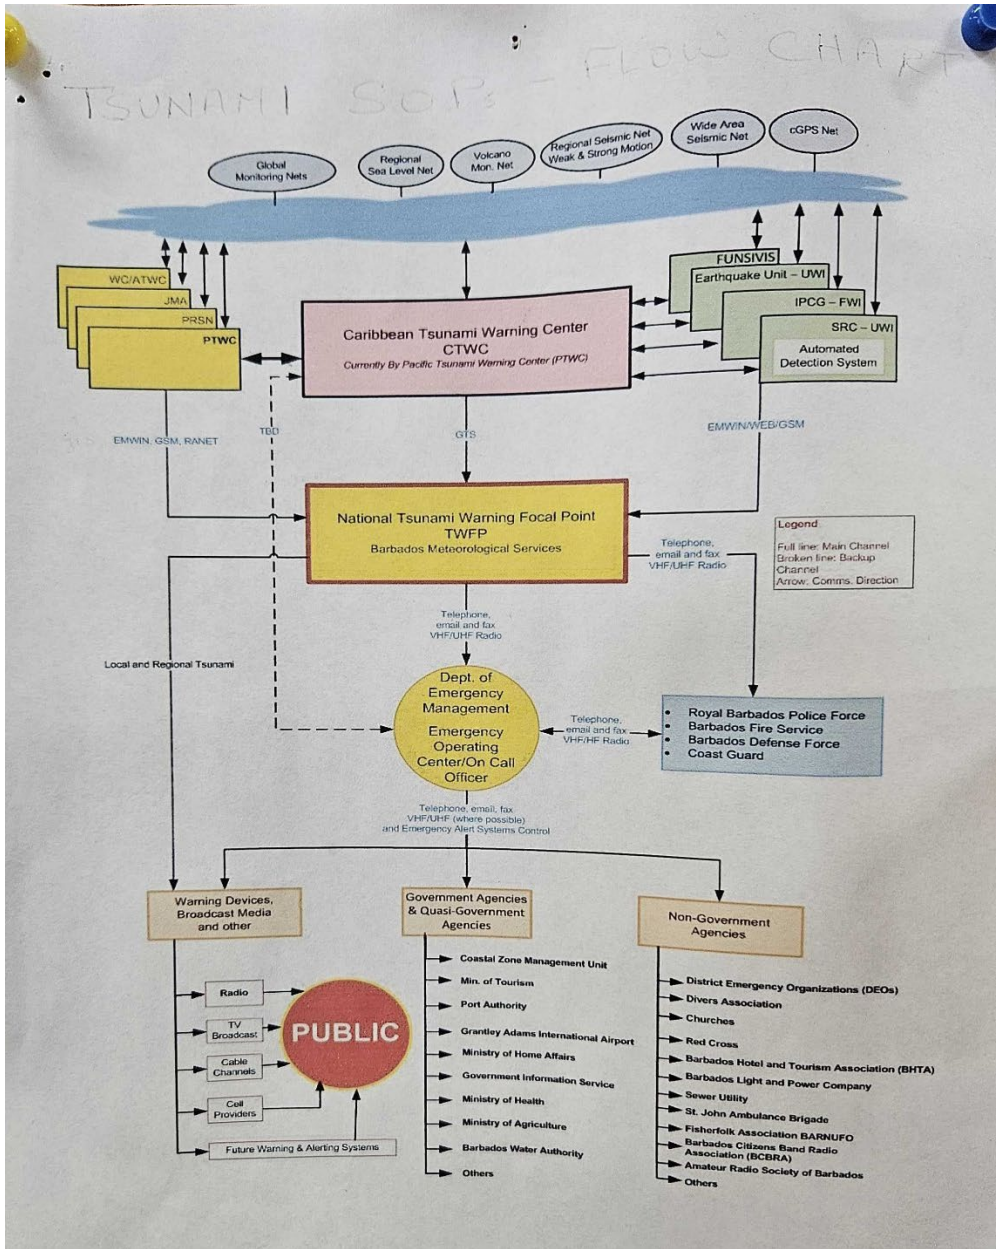 TSUNAMI SOPs - FLOW CHART
Global
Monitoring Nets
Regional
Sea Level Net
Volcano
Mon. Net
Regional Seismic Net
Weak & Strong Motion
Wide Area
Seismic Net
cGPS Net
WC/ATWC
JMA
PRSN
PTWC
Caribbean Tsunami Warning Center
CTWC
Currently By Pacific Tsunami Warning Center (PTWC)
FUNSIVIS
Earthquake Unit – UWI
IPCG – FWI
SRC – UWI
Automated
Detection System
EMWIN, GSM, RANET
TBD
GTS
EMWIN/WEB/GSM
National Tsunami Warning Focal Point
TWFP
Barbados Meteorological Services
Telephone,
email and fax
VHF/UHF Radio
Legend
Full line: Main Channel
Broken line: Backup
Channel
Arrow: Comms. Direction
Telephone,
email and fax
VHF/UHF Radio
Local and Regional Tsunami
Dept. of
Emergency
Management
Emergency
Operating
Center/On Call
Officer
Telephone,
email and fax
VHF/HF Radio
• Royal Barbados Police Force
• Barbados Fire Service
• Barbados Defense Force
• Coast Guard
Telephone, email, fax
VHF/UHF (where possible)
and Emergency Alert Systems Control
Warning Devices,
Broadcast Media
and other
Government Agencies
& Quasi-Government
Agencies
Non-Government
Agencies
Radio
TV
Broadcast
Cable
Channels
Cell
Providers
Future Warning & Alerting Systems
PUBLIC
Coastal Zone Management Unit
Min. of Tourism
Port Authority
Grantley Adams International Airport
Ministry of Home Affairs
Government Information Service
Ministry of Health
Ministry of Agriculture
Barbados Water Authority
Others
District Emergency Organizations (DEOs)
Divers Association
Churches
Red Cross
Barbados Hotel and Tourism Association (BHTA)
Barbados Light and Power Company
Sewer Utility
St. John Ambulance Brigade
Fisherfolk Association BARNUFO
Barbados Citizens Band Radio
Association (BCBRA)
Amateur Radio Society of Barbados
Others